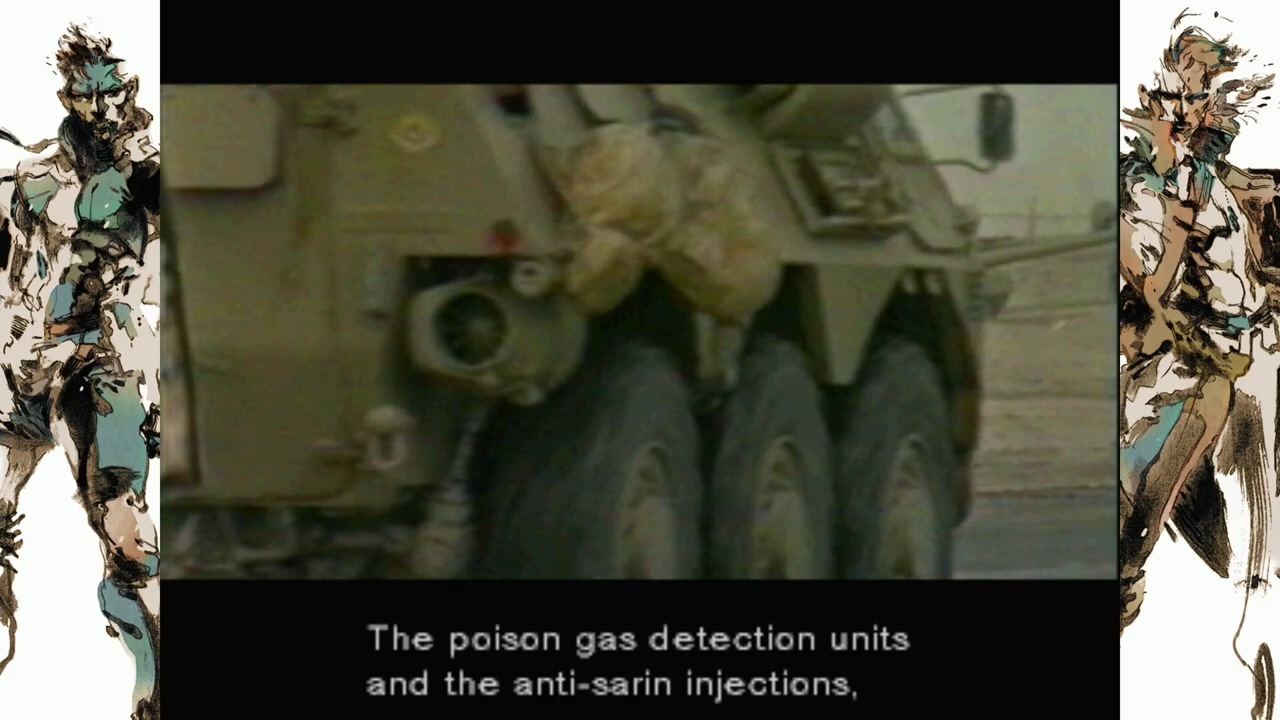 The poison gas detection units
and the anti-sarin injections,